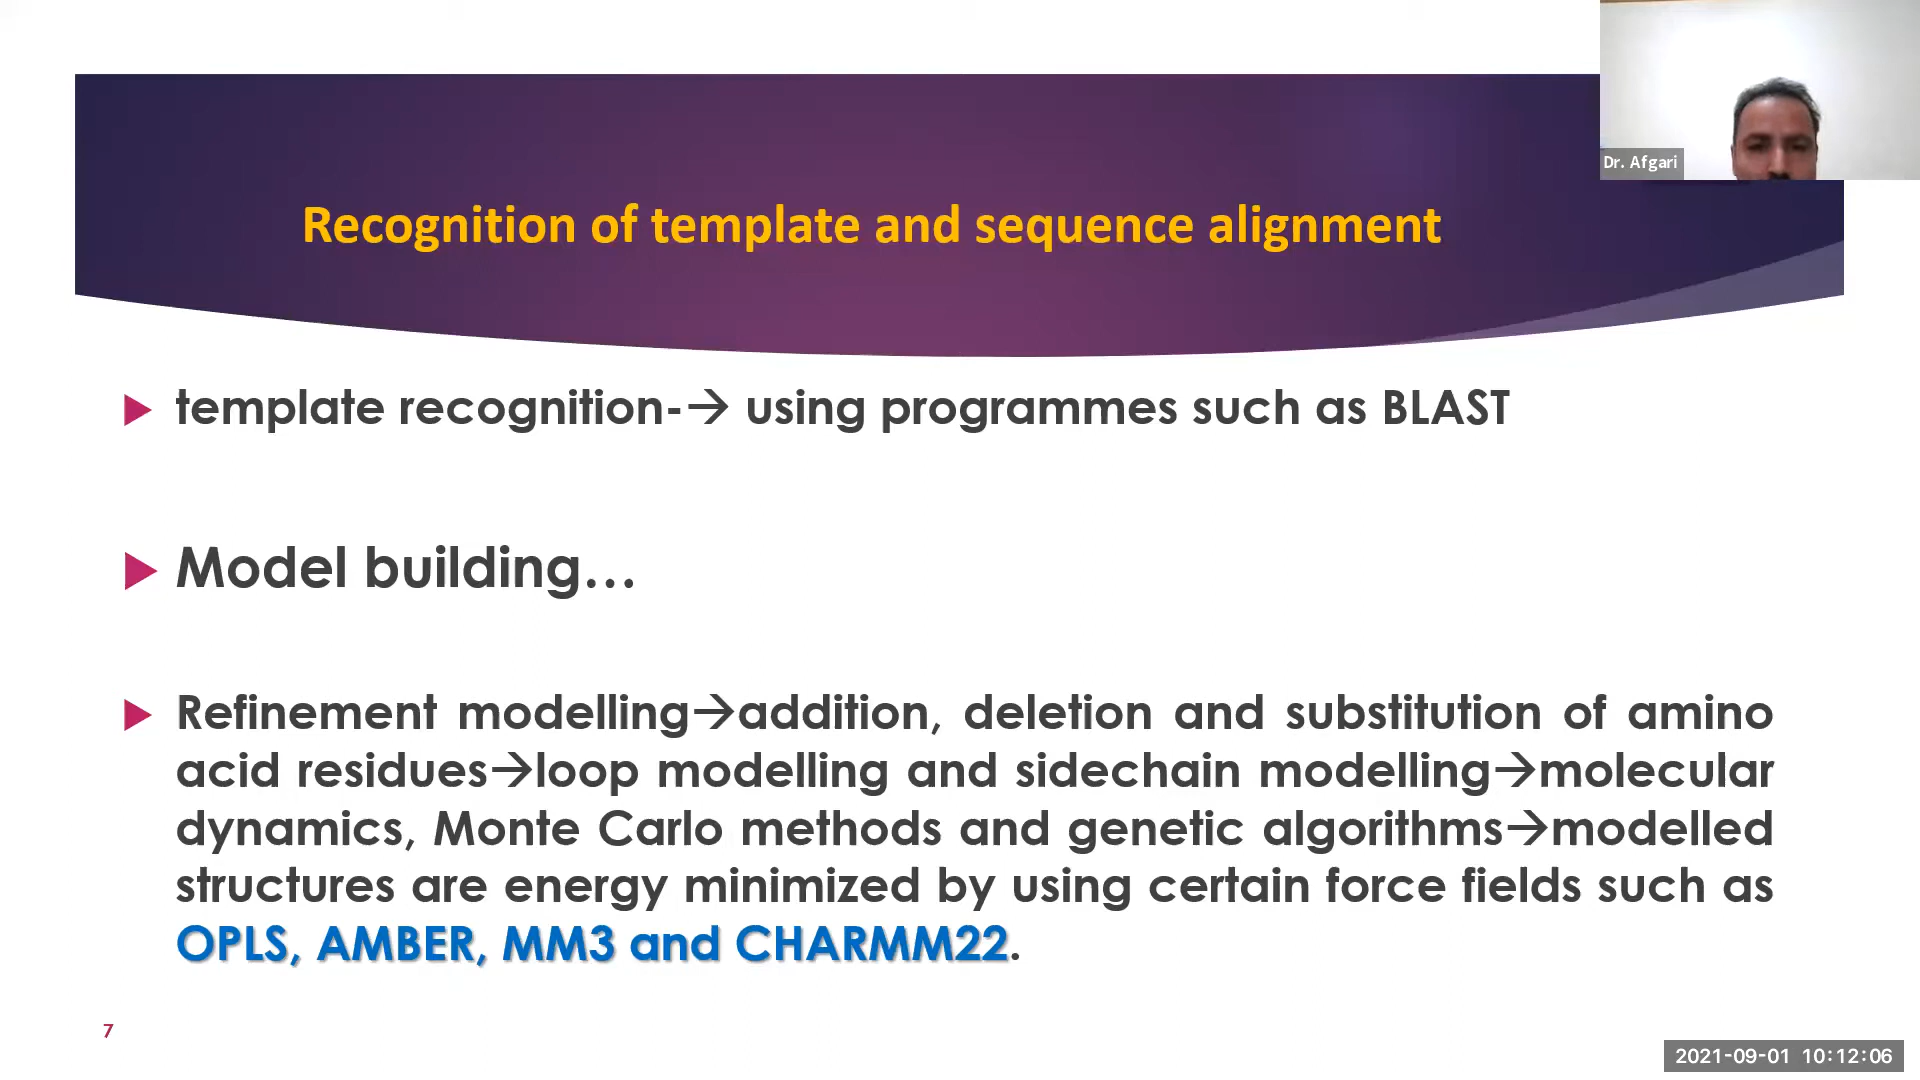 Dr. Afgari
Recognition of template and sequence alignment
template recognition-→ using programmes such as BLAST
Model building…
Refinement modelling→addition, deletion and substitution of amino
acid residues→loop modelling and sidechain modelling→molecular
dynamics, Monte Carlo methods and genetic algorithms→modelled
structures are energy minimized by using certain force fields such as
OPLS, AMBER, MM3 and CHARMM22.
7
2021-09-01 10:12:06